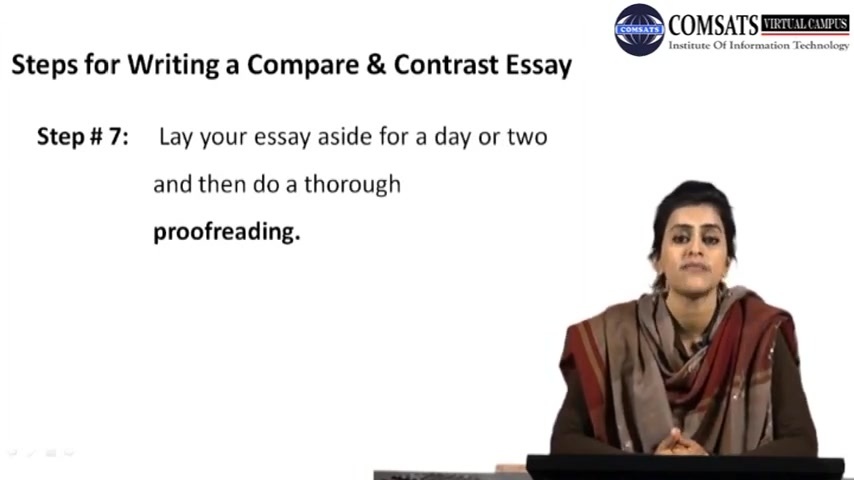 COMSATS VIRTUAL CAMPUS
COMSATS
Institute Of Information Technology
Steps for Writing a Compare & Contrast Essay
Step # 7: Lay your essay aside for a day or two
and then do a thorough
proofreading.